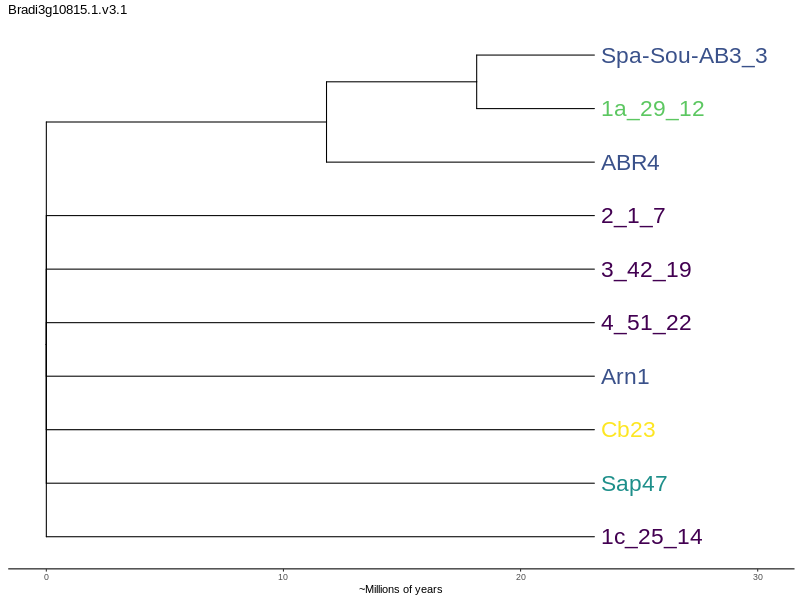 Bradi3g10815.1.v3.1
Spa-Sou-AB3_3
1a_29_12
ABR4
2_1_7
3_42_19
4_51_22
Arn1
Cb23
Sap47
1c_25_14
0 10 20 30
~Millions of years